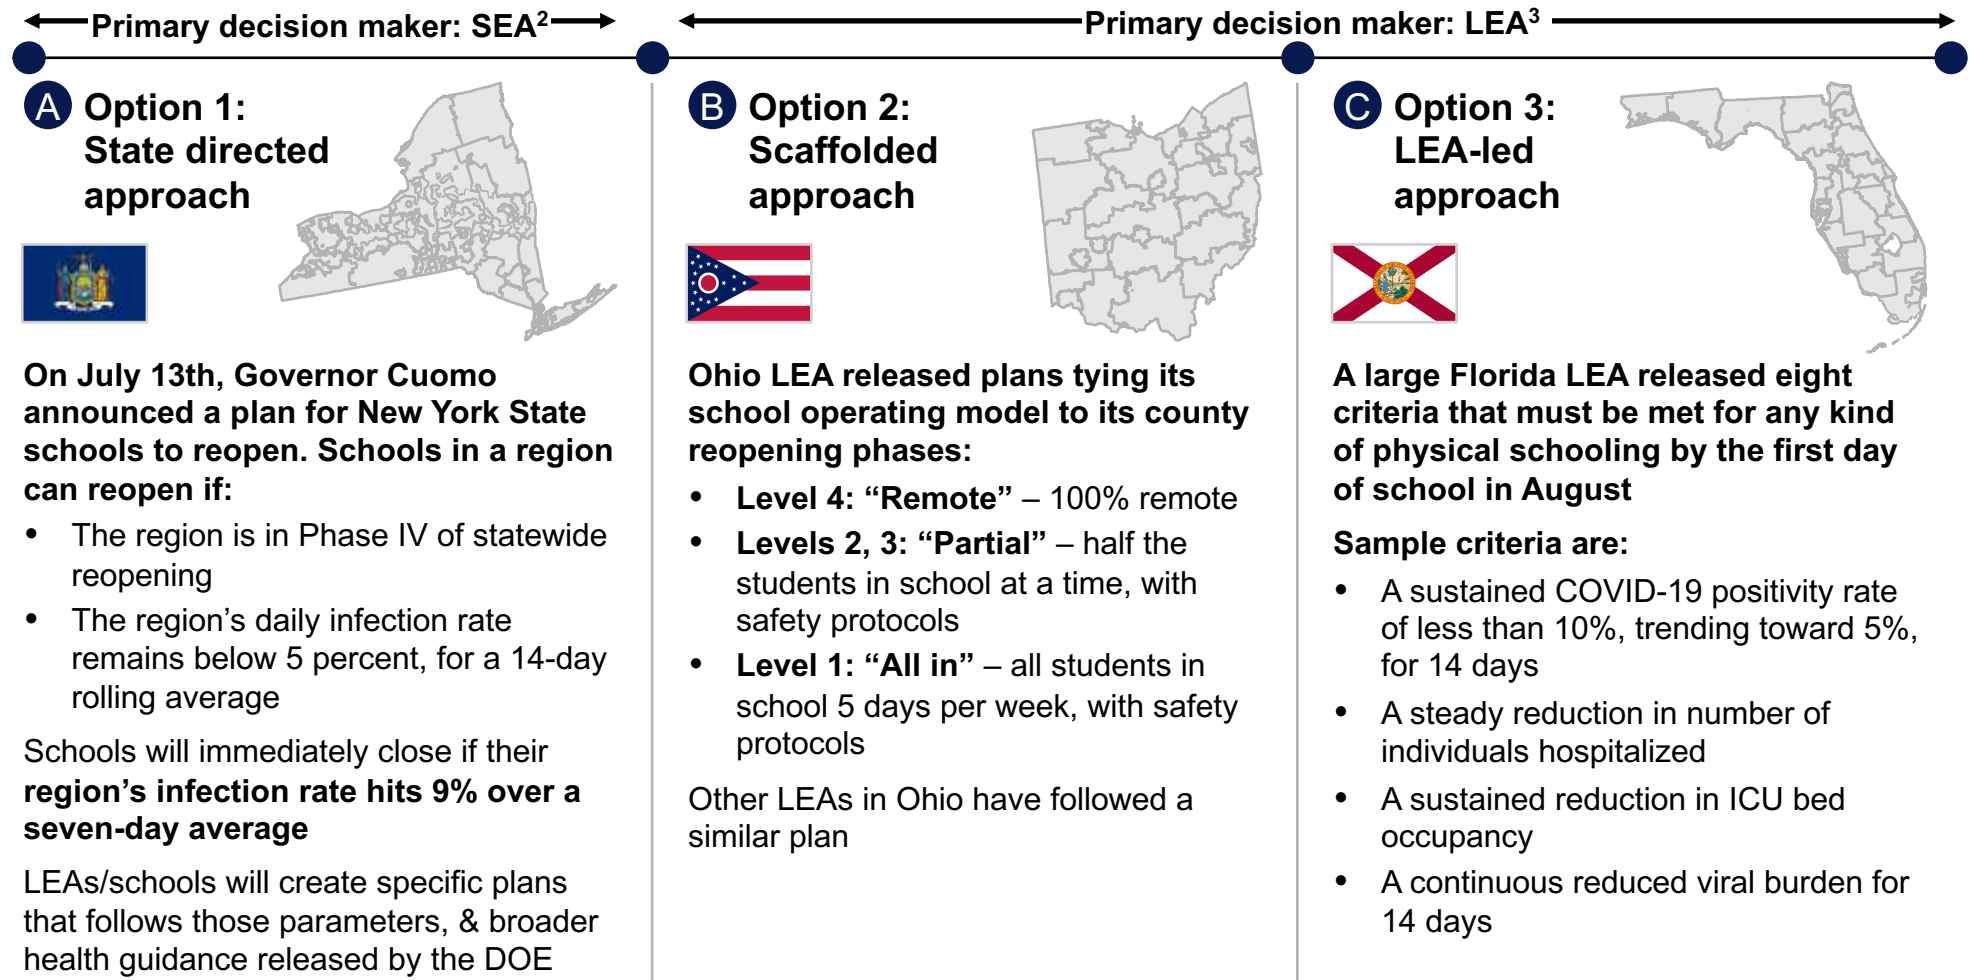 Primary decision maker: SEA²
Primary decision maker: LEA³
A
Option 1:
State directed
approach
On July 13th, Governor Cuomo
announced a plan for New York State
schools to reopen. Schools in a region
can reopen if:
• The region is in Phase IV of statewide
reopening
• The region’s daily infection rate
remains below 5 percent, for a 14-day
rolling average
Schools will immediately close if their
region’s infection rate hits 9% over a
seven-day average
LEAs/schools will create specific plans
that follows those parameters, & broader
health guidance released by the DOE
B
Option 2:
Scaffolded
approach
Ohio LEA released plans tying its
school operating model to its county
reopening phases:
• Level 4: “Remote” – 100% remote
• Levels 2, 3: “Partial” – half the
students in school at a time, with
safety protocols
• Level 1: “All in” – all students in
school 5 days per week, with safety
protocols
Other LEAs in Ohio have followed a
similar plan
C
Option 3:
LEA-led
approach
A large Florida LEA released eight
criteria that must be met for any kind
of physical schooling by the first day
of school in August
Sample criteria are:
• A sustained COVID-19 positivity rate
of less than 10%, trending toward 5%,
for 14 days
• A steady reduction in number of
individuals hospitalized
• A sustained reduction in ICU bed
occupancy
• A continuous reduced viral burden for
14 days